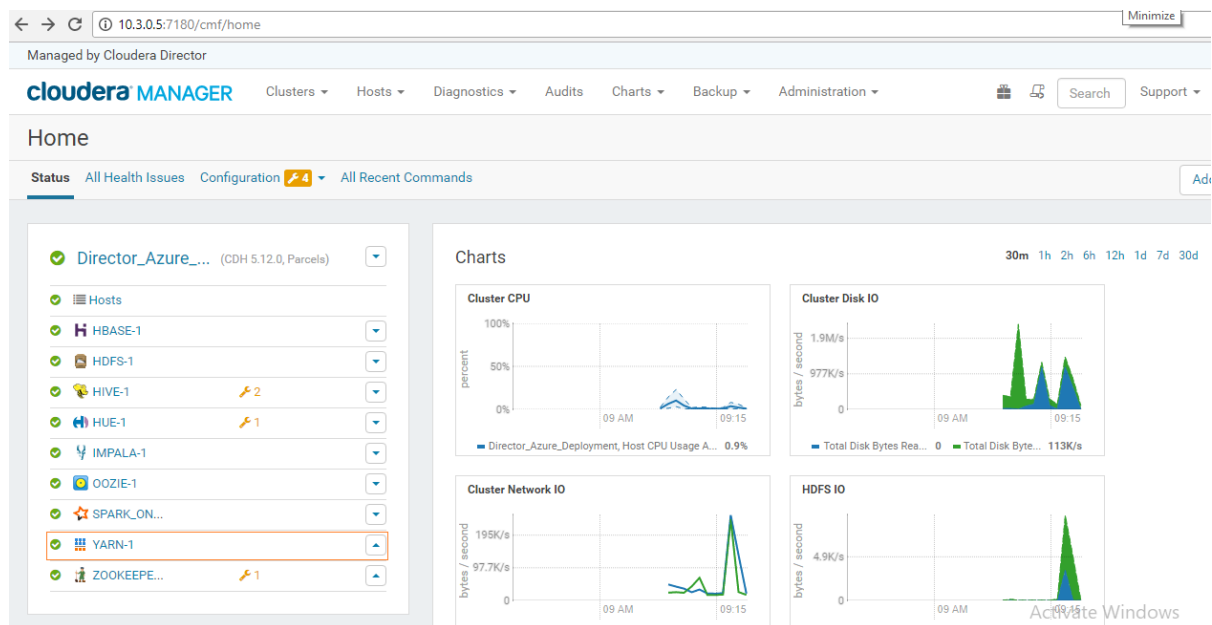 Minimize
10.3.0.5:7180/cmf/home
Managed by Cloudera Director
cloudera MANAGER Clusters Hosts Diagnostics Audits Charts Backup Administration Search Support
Home
Status All Health Issues Configuration 4 All Recent Commands Add
Director_Azure_... (CDH 5.12.0, Parcels)
Hosts
HBASE-1
HDFS-1
HIVE-1 2
HUE-1 1
IMPALA-1
OOZIE-1
SPARK_ON...
YARN-1
ZOOKEEPE... 1
Charts 30m 1h 2h 6h 12h 1d 7d 30d
Cluster CPU
percent
100%
50%
0%
09 AM 09:15
Director_Azure_Deployment, Host CPU Usage A... 0.9%
Cluster Disk IO
bytes / second
1.9M/s
977K/s
0
09 AM 09:15
Total Disk Bytes Rea... 0 Total Disk Byte... 113K/s
Cluster Network IO
bytes / second
195K/s
97.7K/s
0
09 AM 09:15
HDFS IO
bytes / second
4.9K/s
0
09 AM 09:15
Activate Windows